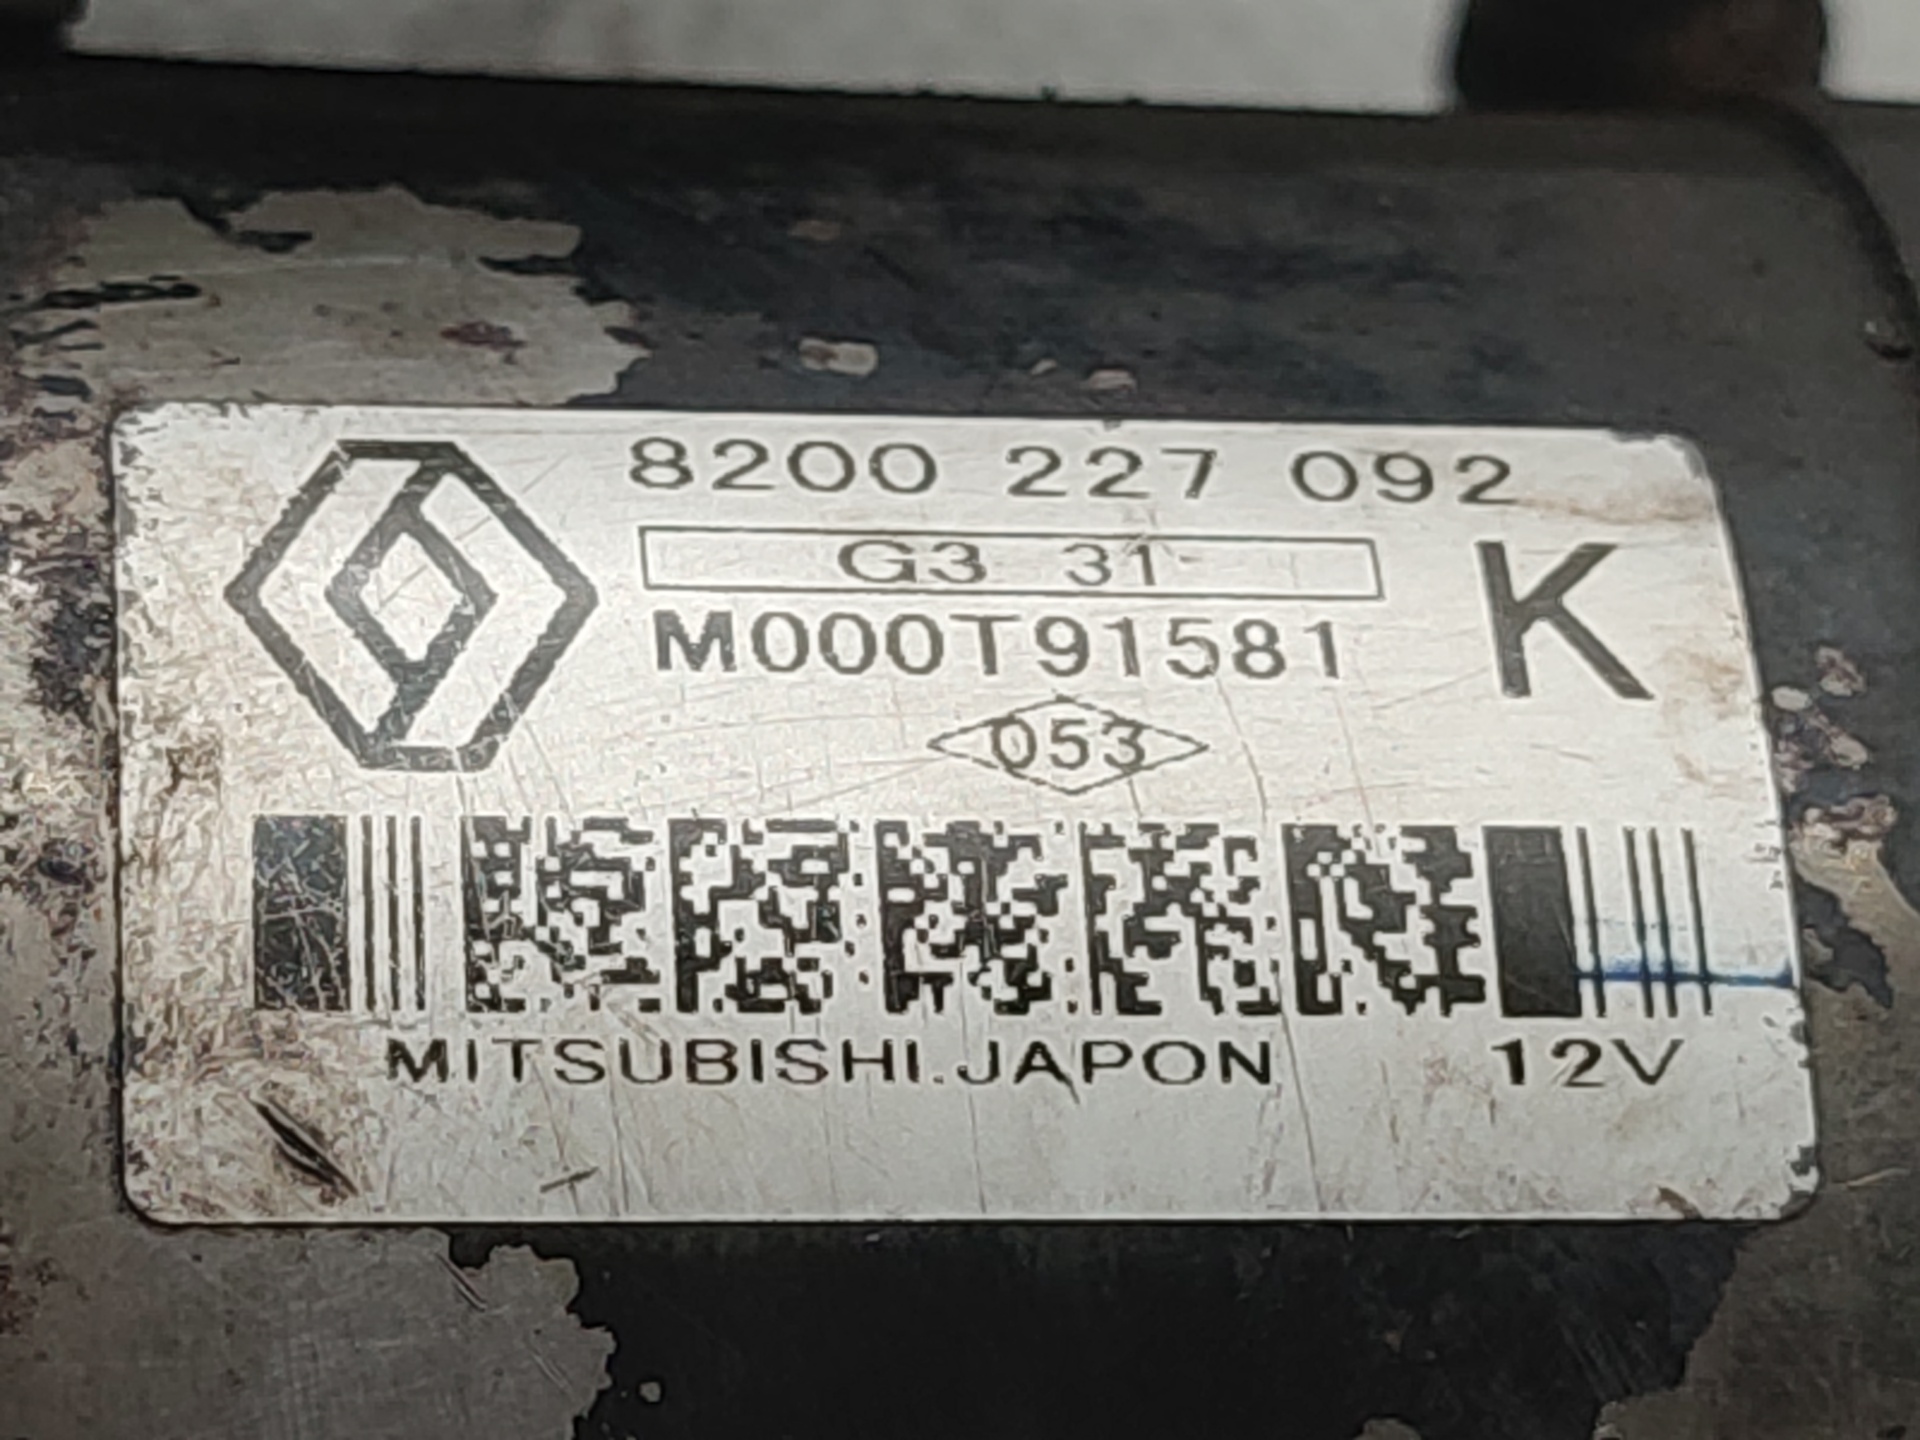 8200 227 092
G3 31
M000T91581
K
053
MITSUBISHI.JAPON 12V